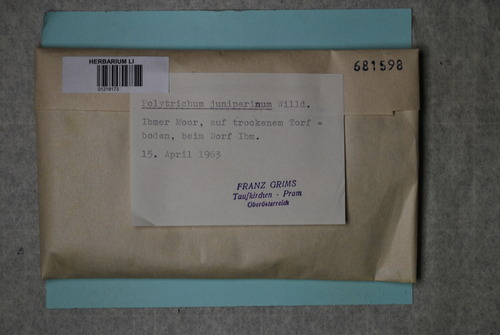 HERBARIUM LI
01219173
681598
Polytrichum juniperinum Willd.
Ibmer Moor, auf trockenem Torf=
boden, beim Dorf Ibm.
15. April 1963
FRANZ GRIMS
Taufkirchen - Pram
Oberösterreich